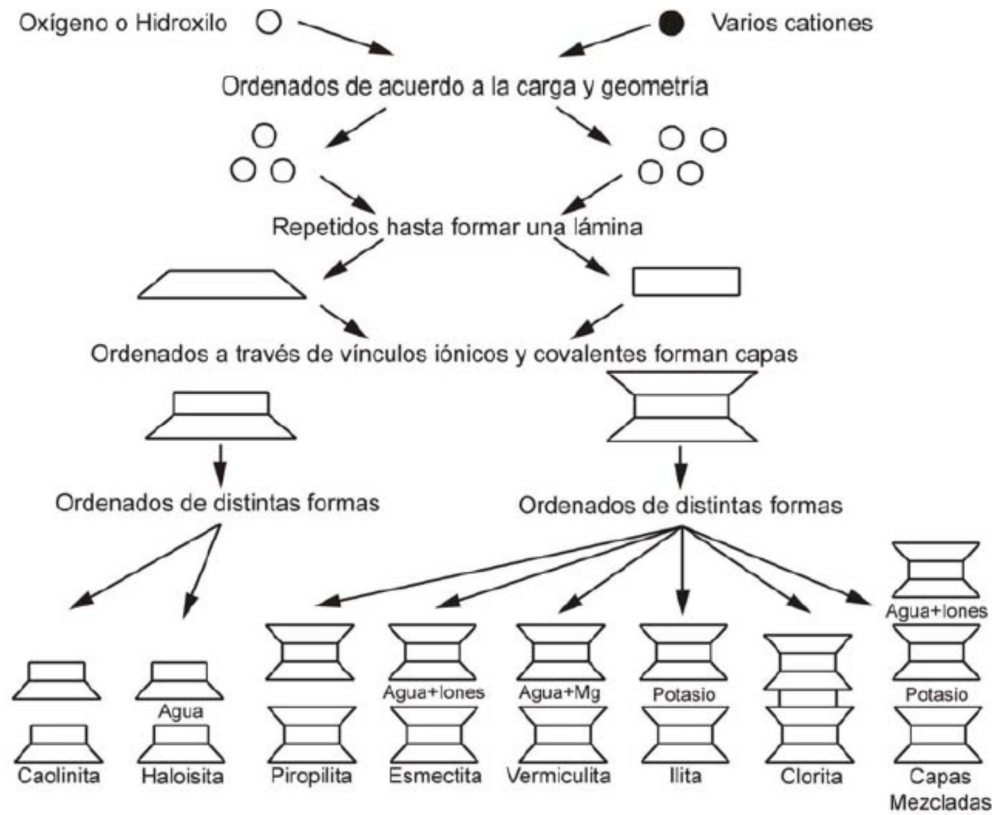 Oxígeno o Hidroxilo
Varios cationes
Ordenados de acuerdo a la carga y geometría
Repetidos hasta formar una lámina
Ordenados a través de vínculos iónicos y covalentes forman capas
Ordenados de distintas formas
Ordenados de distintas formas
Agua+Iones
Agua
Agua+Iones
Agua+Mg
Potasio
Potasio
Caolinita
Haloisita
Piropilita
Esmectita
Vermiculita
Ilita
Clorita
Capas
Mezcladas